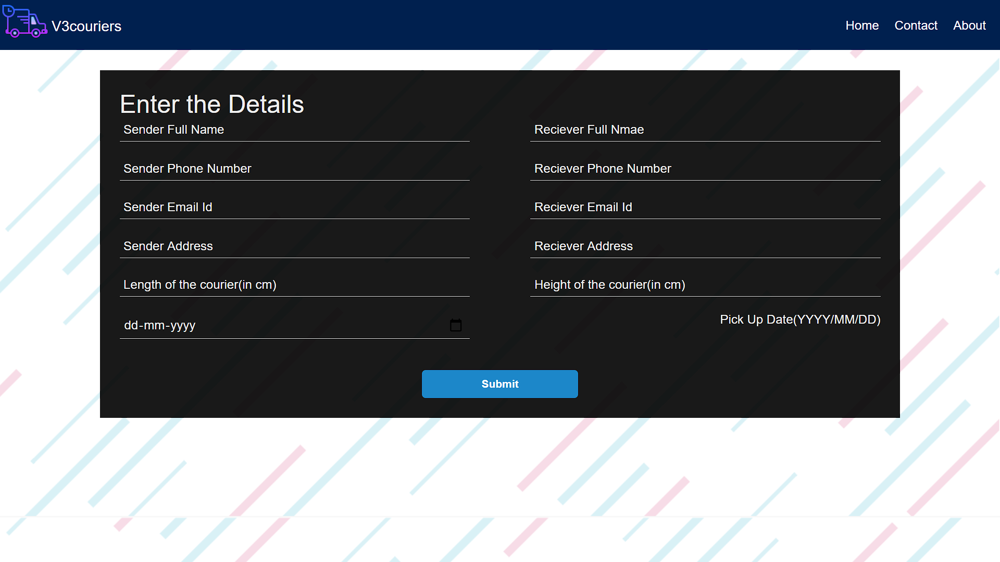 V3couriers
Home Contact About
Enter the Details
Sender Full Name
Reciever Full Nmae
Sender Phone Number
Reciever Phone Number
Sender Email Id
Reciever Email Id
Sender Address
Reciever Address
Length of the courier(in cm)
Height of the courier(in cm)
dd-mm-yyyy
Pick Up Date(YYYY/MM/DD)
Submit